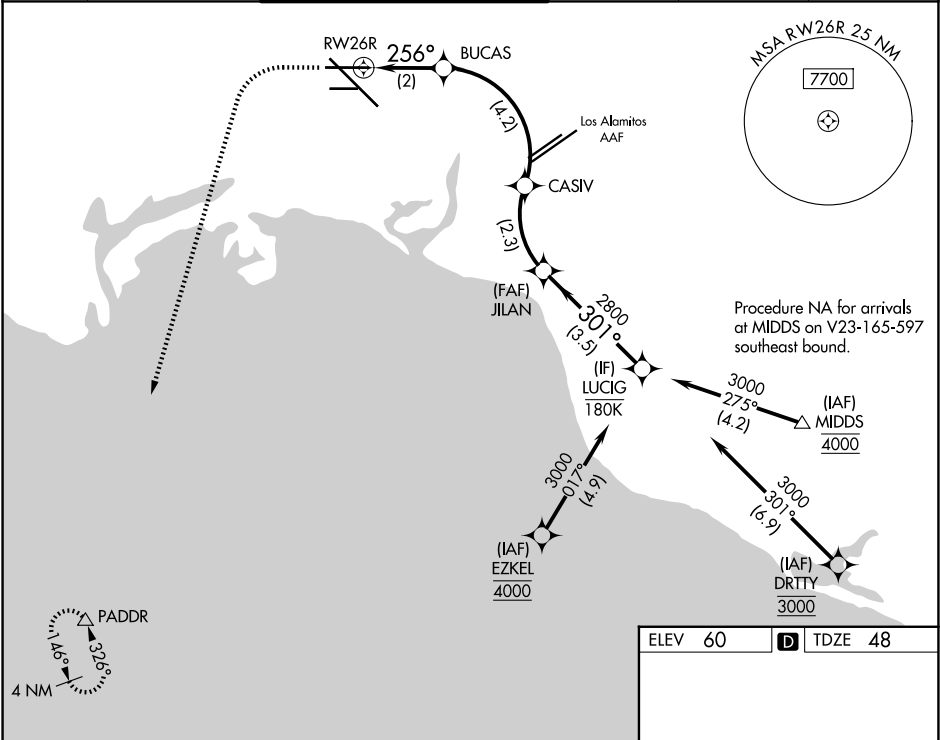 RW26R
256°
(2)
BUCAS
MSA RW26R 25 NM
7700
(4.2)
Los Alamitos
AAF
CASIV
(2.3)
(FAF)
JILAN
2800
301°
(3.5)
Procedure NA for arrivals
at MIDDS on V23-165-597
southeast bound.
(IF)
LUCIG
180K
3000
275°
(4.2)
(IAF)
MIDDS
4000
3000
017°
(4.9)
3000
301°
(6.9)
(IAF)
EZKEL
4000
(IAF)
DRTTY
3000
PADDR
146°
326°
4 NM
ELEV 60 D TDZE 48